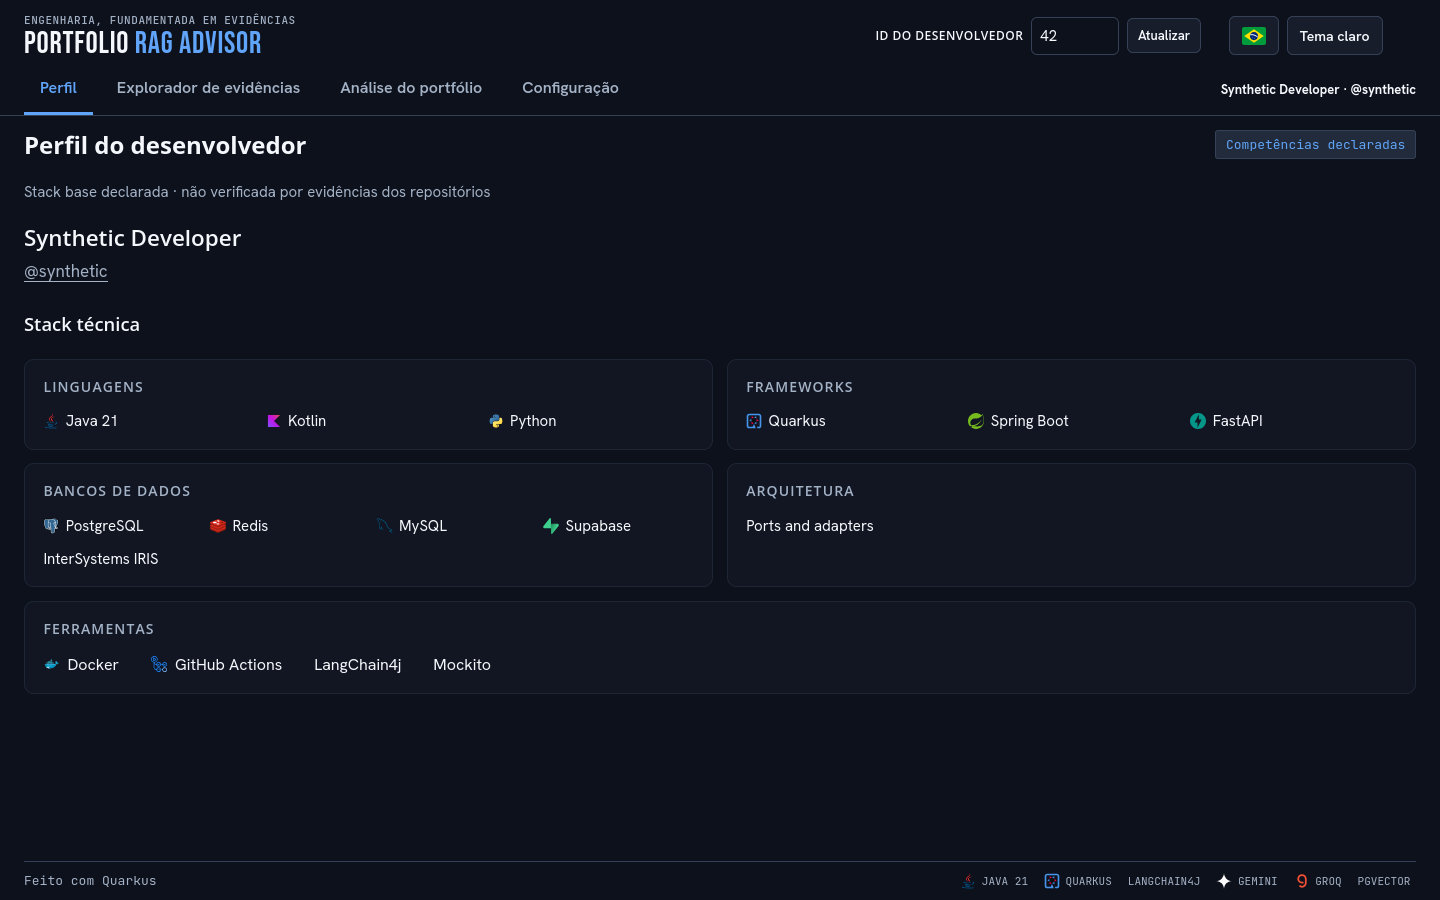 ENGENHARIA, FUNDAMENTADA EM EVIDÊNCIAS
PORTFOLIO RAG ADVISOR
ID DO DESENVOLVEDOR 42 Atualizar Tema claro
Perfil Explorador de evidências Análise do portfólio Configuração Synthetic Developer · @synthetic
Perfil do desenvolvedor Competências declaradas
Stack base declarada · não verificada por evidências dos repositórios
Synthetic Developer
@synthetic
Stack técnica
LINGUAGENS
Java 21 Kotlin Python
FRAMEWORKS
Quarkus Spring Boot FastAPI
BANCOS DE DADOS
PostgreSQL Redis MySQL Supabase
InterSystems IRIS
ARQUITETURA
Ports and adapters
FERRAMENTAS
Docker GitHub Actions LangChain4j Mockito
Feito com Quarkus JAVA 21 QUARKUS LANGCHAIN4J GEMINI GROQ PGVECTOR